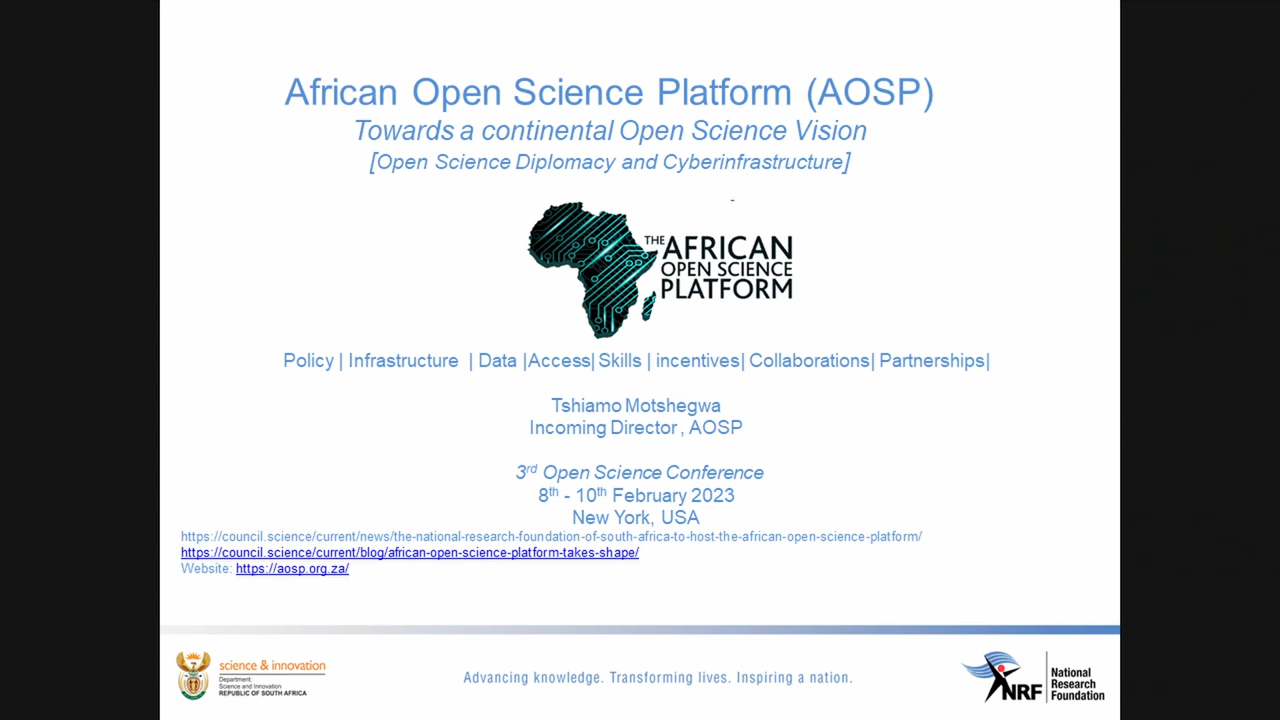 African Open Science Platform (AOSP)
Towards a continental Open Science Vision
[Open Science Diplomacy and Cyberinfrastructure]
-
THE AFRICAN
OPEN SCIENCE
PLATFORM
Policy | Infrastructure | Data |Access| Skills | incentives| Collaborations| Partnerships|
Tshiamo Motshegwa
Incoming Director , AOSP
3rd Open Science Conference
8th - 10th February 2023
New York, USA
https://council.science/current/news/the-national-research-foundation-of-south-africa-to-host-the-african-open-science-platform/
https://council.science/current/blog/african-open-science-platform-takes-shape/
Website: https://aosp.org.za/
science & innovation
Department:
Science and Innovation
REPUBLIC OF SOUTH AFRICA
Advancing knowledge. Transforming lives. Inspiring a nation.
NRF
National
Research
Foundation